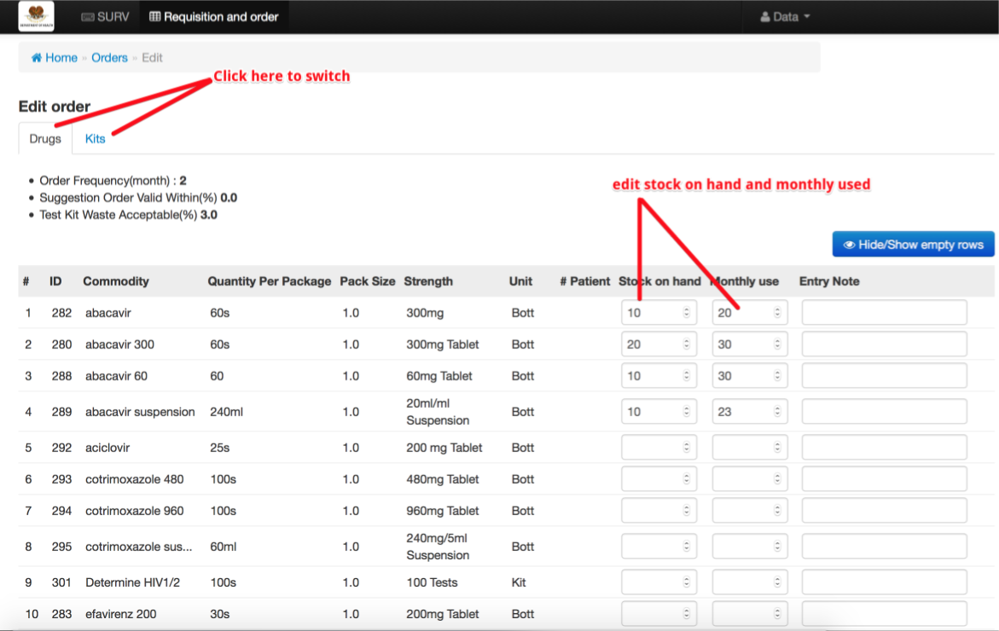 SURV Requisition and order Data
Home » Orders » Edit
Click here to switch
Edit order
Drugs Kits
• Order Frequency(month) : 2
• Suggestion Order Valid Within(%) 0.0
• Test Kit Waste Acceptable(%) 3.0
edit stock on hand and monthly used
Hide/Show empty rows
# ID Commodity Quantity Per Package Pack Size Strength Unit # Patient Stock on hand Monthly use Entry Note
1 282 abacavir 60s 1.0 300mg Bott 10 20
2 280 abacavir 300 60s 1.0 300mg Tablet Bott 20 30
3 288 abacavir 60 60 1.0 60mg Tablet Bott 10 30
4 289 abacavir suspension 240ml 1.0 20ml/ml Suspension Bott 10 23
5 292 aciclovir 25s 1.0 200 mg Tablet Bott
6 293 cotrimoxazole 480 100s 1.0 480mg Tablet Bott
7 294 cotrimoxazole 960 100s 1.0 960mg Tablet Bott
8 295 cotrimoxazole sus... 60ml 1.0 240mg/5ml Suspension Bott
9 301 Determine HIV1/2 100s 1.0 100 Tests Kit
10 283 efavirenz 200 30s 1.0 200mg Tablet Bott